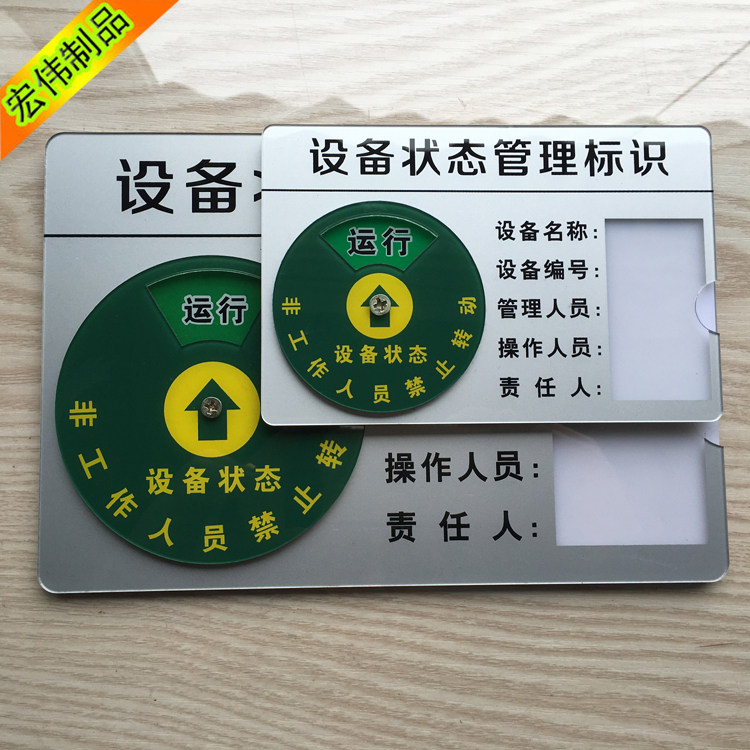 宏伟制品
设备状态管理标识
运行
设备状态
非工作人员禁止转动
设备名称:
设备编号:
管理人员:
操作人员:
责任人:
设备
运行
设备状态
非工作人员禁止转
操作人员:
责任人: